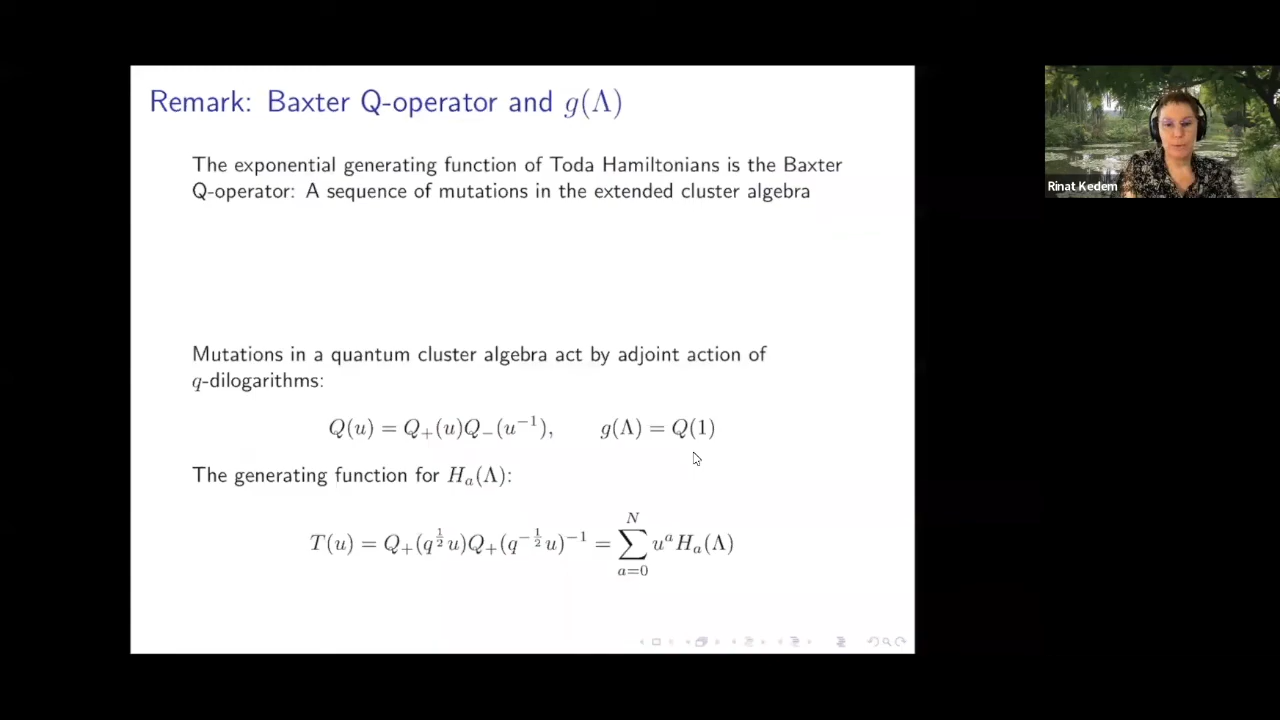 Remark: Baxter Q-operator and g(Λ)
The exponential generating function of Toda Hamiltonians is the Baxter
Q-operator: A sequence of mutations in the extended cluster algebra
Rinat Kedem
Mutations in a quantum cluster algebra act by adjoint action of
q-dilogarithms:
Q(u) = Q₊(u)Q₋(u⁻¹), g(Λ) = Q(1)
The generating function for Hₐ(Λ):
T(u) = Q₊(q^{1/2}u)Q₊(q^{-1/2}u)⁻¹ = ∑_{a=0}^{N} uᵃHₐ(Λ)